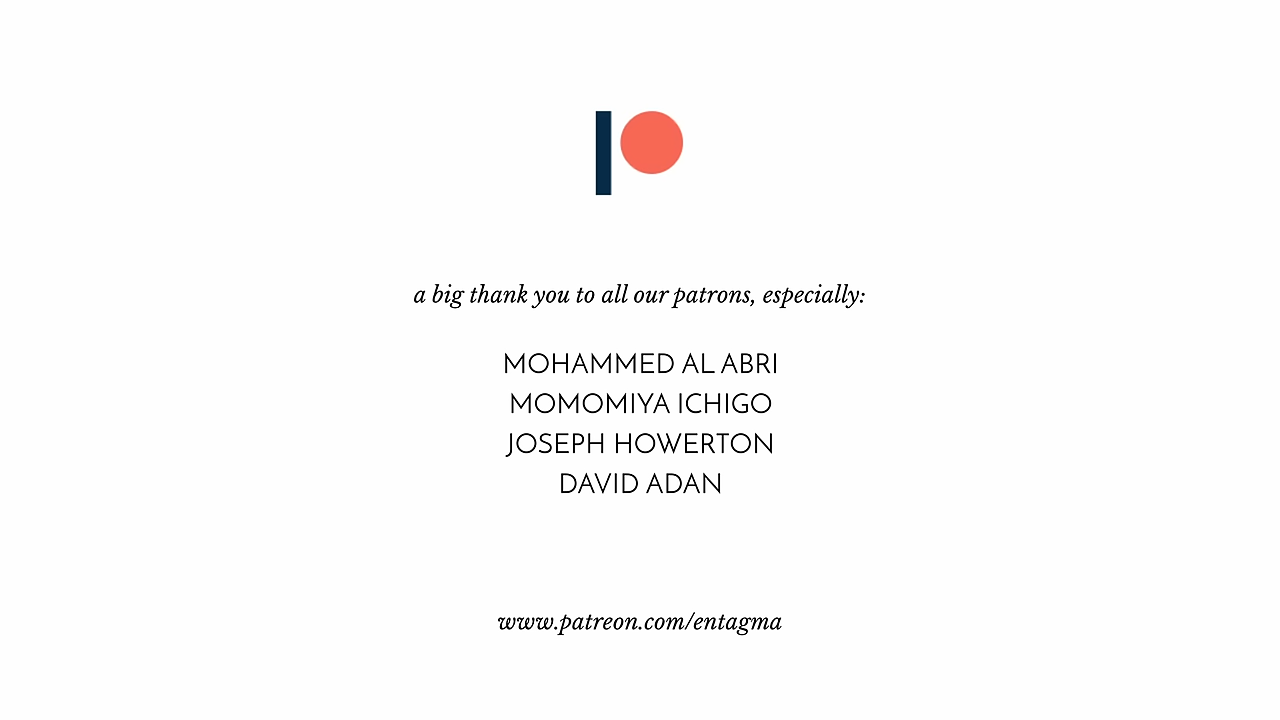 a big thank you to all our patrons, especially:
MOHAMMED AL ABRI
MOMOMIYA ICHIGO
JOSEPH HOWERTON
DAVID ADAN
www.patreon.com/entagma